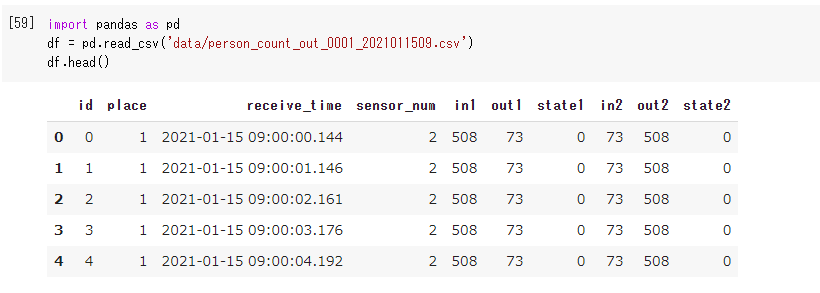 [59] import pandas as pd
df = pd.read_csv('data/person_count_out_0001_2021011509.csv')
df.head()
id place receive_time sensor_num in1 out1 state1 in2 out2 state2
0 0 1 2021-01-15 09:00:00.144 2 508 73 0 73 508 0
1 1 1 2021-01-15 09:00:01.146 2 508 73 0 73 508 0
2 2 1 2021-01-15 09:00:02.161 2 508 73 0 73 508 0
3 3 1 2021-01-15 09:00:03.176 2 508 73 0 73 508 0
4 4 1 2021-01-15 09:00:04.192 2 508 73 0 73 508 0